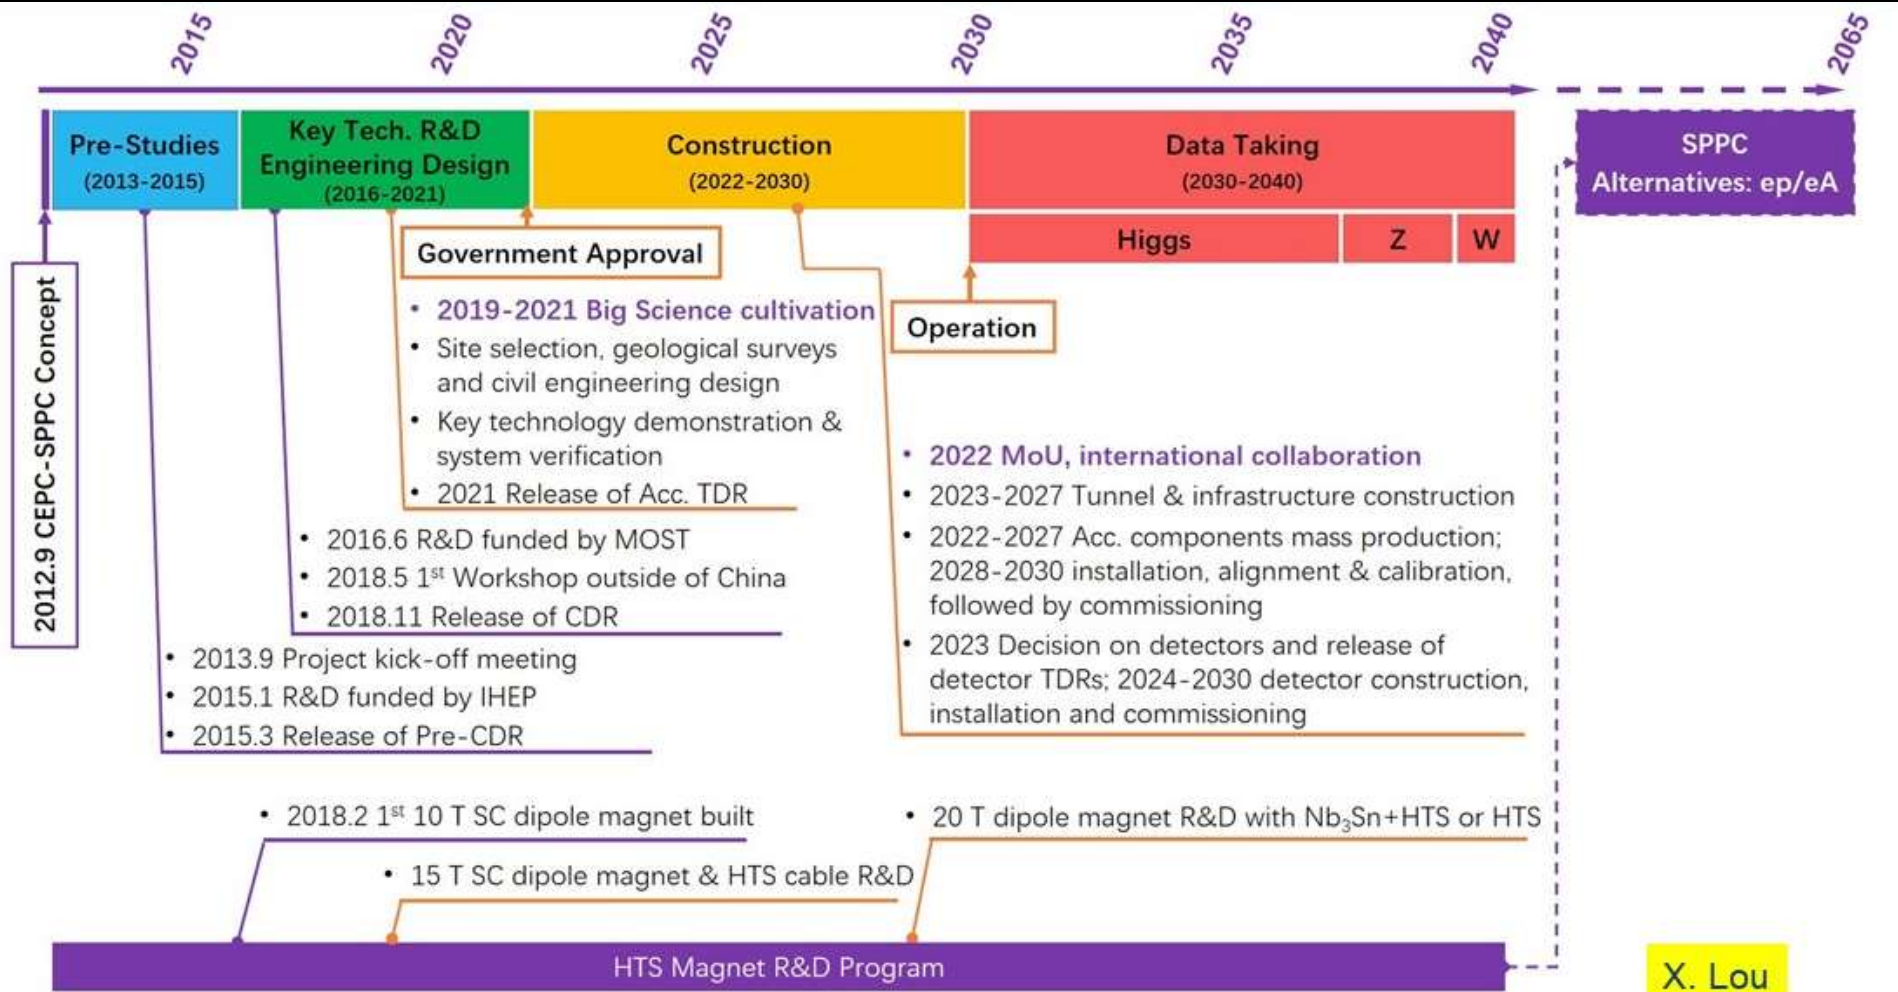 2015
2020
2025
2030
2035
2040
2065
Pre-Studies
(2013-2015)
Key Tech. R&D
Engineering Design
(2016-2021)
Construction
(2022-2030)
Data Taking
(2030-2040)
SPPC
Alternatives: ep/eA
Higgs
Z
W
2012.9 CEPC-SPPC Concept
Government Approval
Operation
• 2019-2021 Big Science cultivation
• Site selection, geological surveys
and civil engineering design
• Key technology demonstration &
system verification
• 2021 Release of Acc. TDR
• 2016.6 R&D funded by MOST
• 2018.5 1st Workshop outside of China
• 2018.11 Release of CDR
• 2013.9 Project kick-off meeting
• 2015.1 R&D funded by IHEP
• 2015.3 Release of Pre-CDR
• 2022 MoU, international collaboration
• 2023-2027 Tunnel & infrastructure construction
• 2022-2027 Acc. components mass production;
2028-2030 installation, alignment & calibration,
followed by commissioning
• 2023 Decision on detectors and release of
detector TDRs; 2024-2030 detector construction,
installation and commissioning
• 2018.2 1st 10 T SC dipole magnet built
• 15 T SC dipole magnet & HTS cable R&D
• 20 T dipole magnet R&D with Nb₃Sn+HTS or HTS
HTS Magnet R&D Program
X. Lou